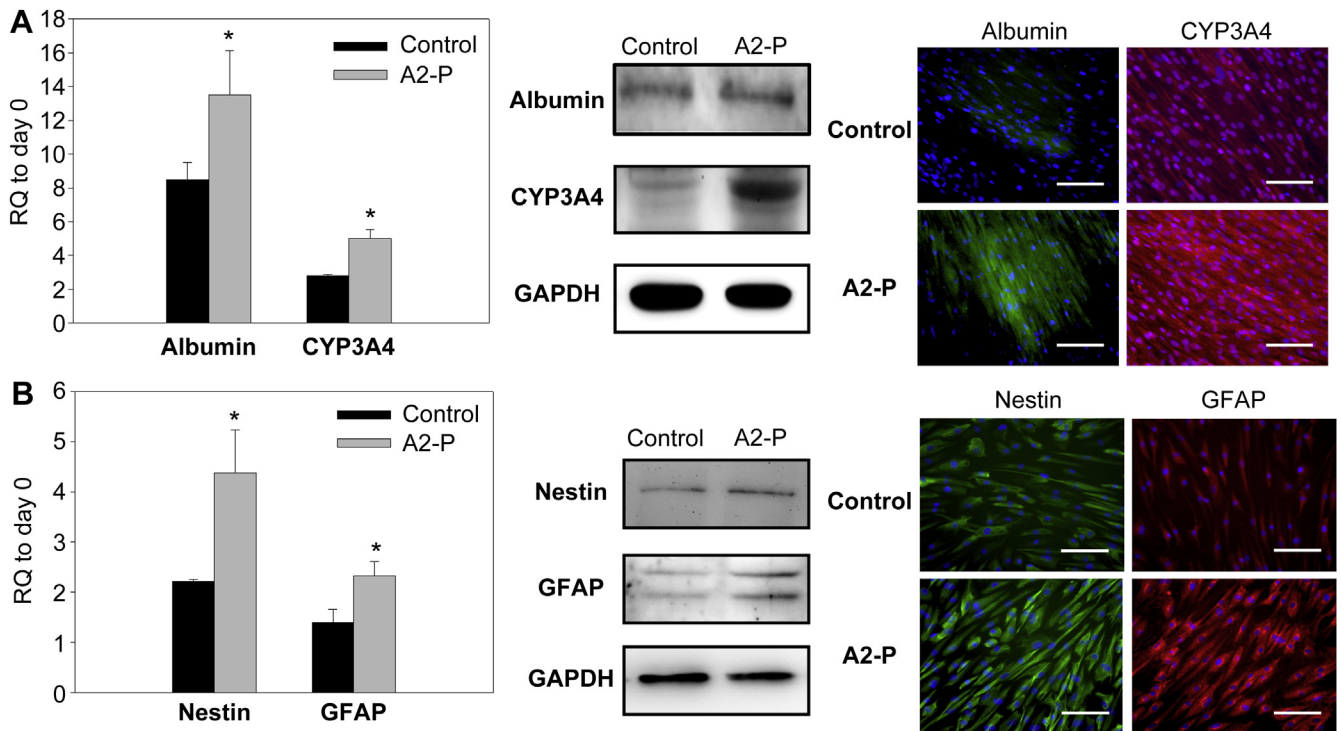 A
RQ to day 0
18
16
14
12
10
8
6
4
2
0
*
*
Control
A2-P
Albumin CYP3A4
Control A2-P
Albumin
CYP3A4
GAPDH
Albumin CYP3A4
Control
A2-P
B
RQ to day 0
6
5
4
3
2
1
0
*
*
Control
A2-P
Nestin GFAP
Control A2-P
Nestin
GFAP
GAPDH
Nestin GFAP
Control
A2-P